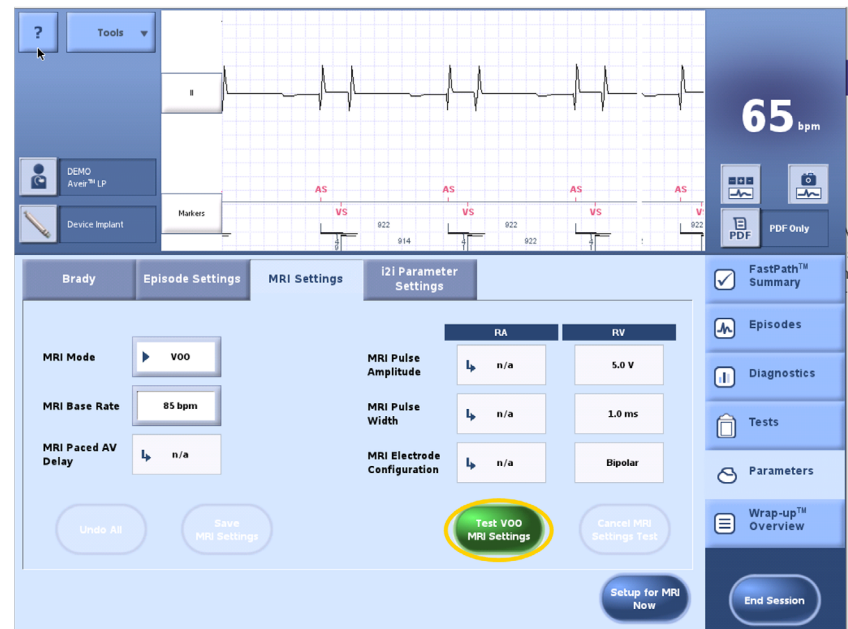 ?
Tools
II
65 bpm
DEMO
Aveir™ LP
Device Implant
AS AS AS AS
Markers
VS VS VS V
922 922 922
914 922
PDF
PDF Only
Brady
Episode Settings
MRI Settings
i2i Parameter
Settings
FastPath™
Summary
Episodes
Diagnostics
Tests
Parameters
Wrap-up™
Overview
RA RV
MRI Mode
VOO
MRI Pulse
Amplitude
n/a
5.0 V
MRI Base Rate
85 bpm
MRI Pulse
Width
n/a
1.0 ms
MRI Paced AV
Delay
n/a
MRI Electrode
Configuration
n/a
Bipolar
Undo All
Save
MRI Settings
Test VOO
MRI Settings
Cancel MRI
Settings Test
Setup for MRI
Now
End Session